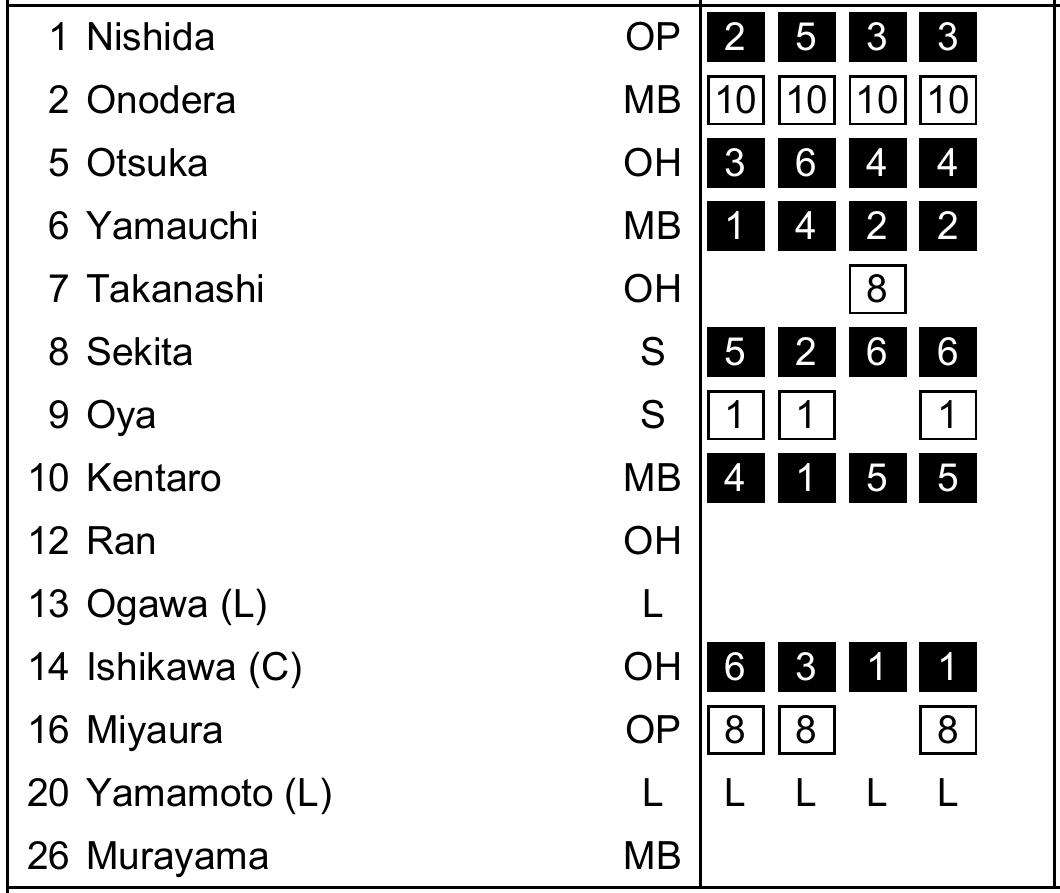 1 Nishida OP 2 5 3 3
2 Onodera MB 10 10 10 10
5 Otsuka OH 3 6 4 4
6 Yamauchi MB 1 4 2 2
7 Takanashi OH 8
8 Sekita S 5 2 6 6
9 Oya S 1 1 1
10 Kentaro MB 4 1 5 5
12 Ran OH
13 Ogawa (L) L
14 Ishikawa (C) OH 6 3 1 1
16 Miyaura OP 8 8 8
20 Yamamoto (L) L L L L L
26 Murayama MB